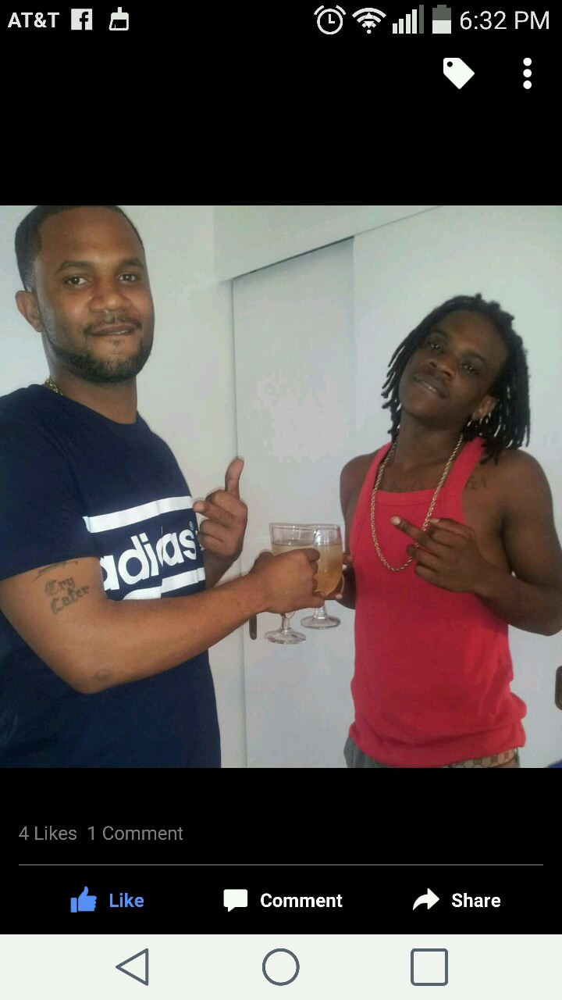 AT&T 6:32 PM
adidas®
Cry
Later
4 Likes 1 Comment
Like Comment Share